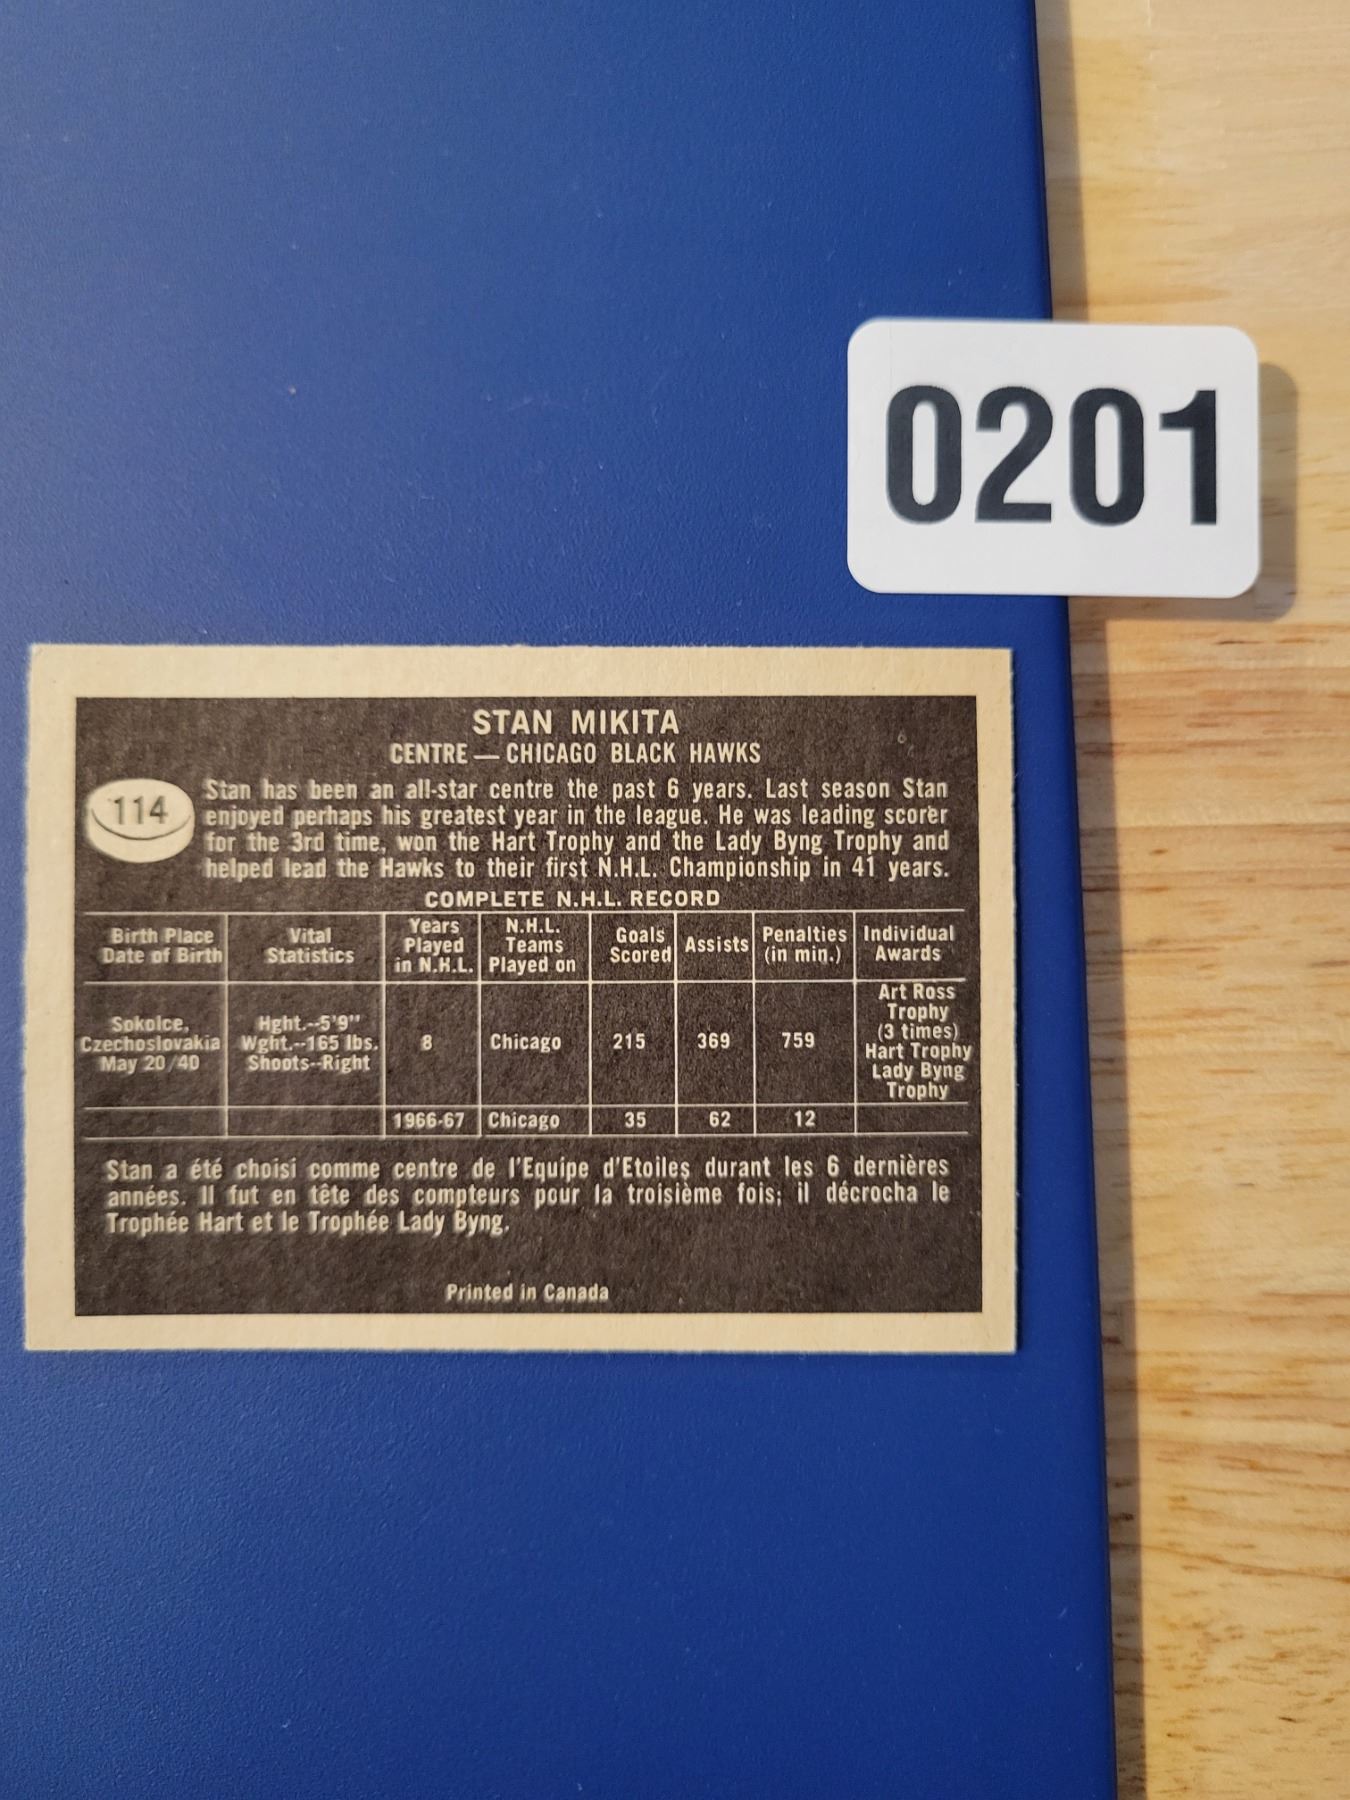 0201
STAN MIKITA
CENTRE — CHICAGO BLACK HAWKS
114
Stan has been an all-star centre the past 6 years. Last season Stan
enjoyed perhaps his greatest year in the league. He was leading scorer
for the 3rd time, won the Hart Trophy and the Lady Byng Trophy and
helped lead the Hawks to their first N.H.L. Championship in 41 years.
COMPLETE N.H.L. RECORD
Birth Place
Date of Birth
Vital
Statistics
Years
Played
in N.H.L.
N.H.L.
Teams
Played on
Goals
Scored
Assists
Penalties
(in min.)
Individual
Awards
Sokolce,
Czechoslovakia
May 20/40
Hght.--5'9"
Wght.--165 lbs.
Shoots--Right
8
Chicago
215
369
759
Art Ross
Trophy
(3 times)
Hart Trophy
Lady Byng
Trophy
1966-67
Chicago
35
62
12
Stan a été choisi comme centre de l'Equipe d'Etoiles durant les 6 dernières
années. Il fut en tête des compteurs pour la troisième fois; il décrocha le
Trophée Hart et le Trophée Lady Byng.
Printed in Canada